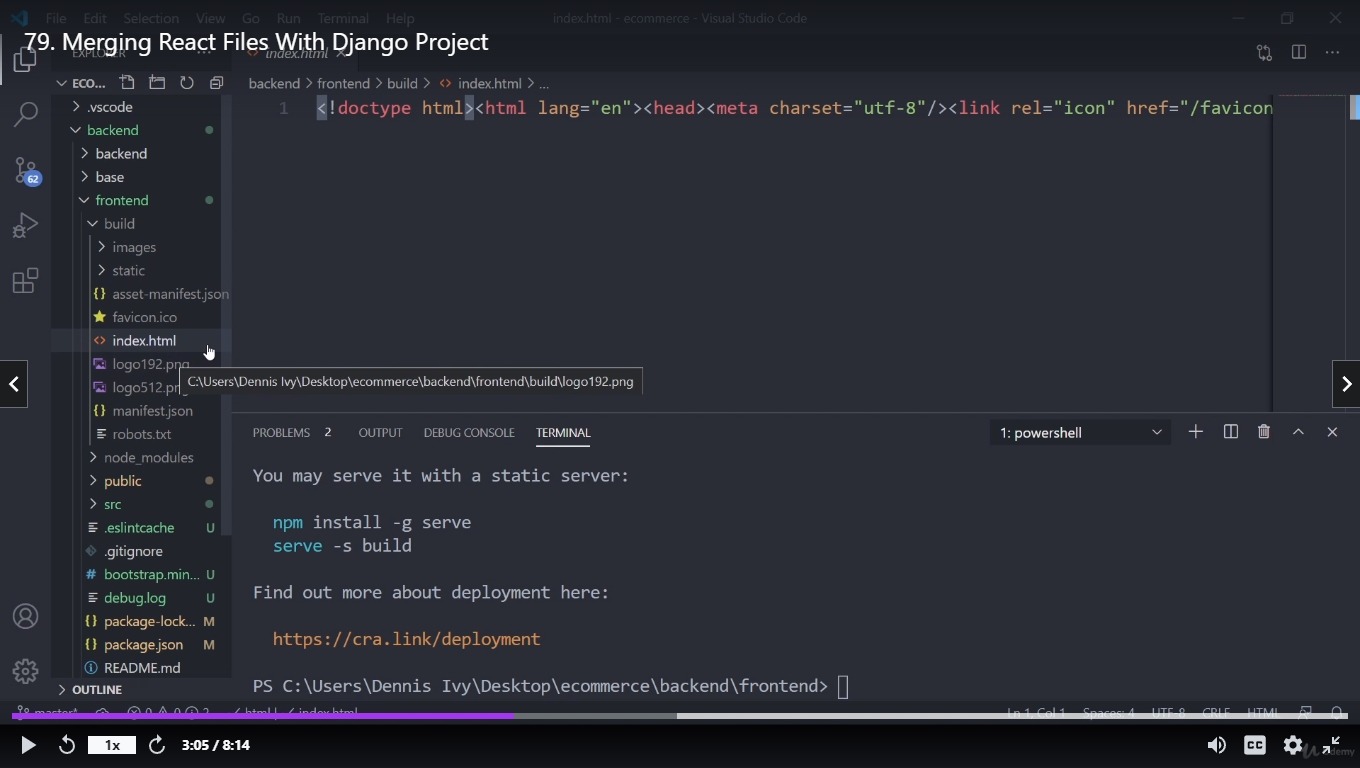 File Edit Selection View Go Run Terminal Help index.html - ecommerce - Visual Studio Code
79. Merging React Files With Django Project
EXPLORER
index.html
ECO...
backend > frontend > build > index.html > ...
.vscode
1 <!doctype html><html lang="en"><head><meta charset="utf-8"/><link rel="icon" href="/favicon
backend
backend
62
base
frontend
build
images
static
asset-manifest.json
favicon.ico
index.html
logo192.png
C:\Users\Dennis Ivy\Desktop\ecommerce\backend\frontend\build\logo192.png
logo512.png
manifest.json
robots.txt
node_modules
public
src
.eslintcache U
.gitignore
bootstrap.min... U
debug.log U
package-lock... M
package.json M
README.md
OUTLINE
PROBLEMS 2 OUTPUT DEBUG CONSOLE TERMINAL 1: powershell
You may serve it with a static server:
npm install -g serve
serve -s build
Find out more about deployment here:
https://cra.link/deployment
PS C:\Users\Dennis Ivy\Desktop\ecommerce\backend\frontend>
master* 0 0 2 html index.html Ln 1, Col 1 Spaces: 4 UTF-8 CRLF HTML
1x 3:05 / 8:14 CC
Udemy